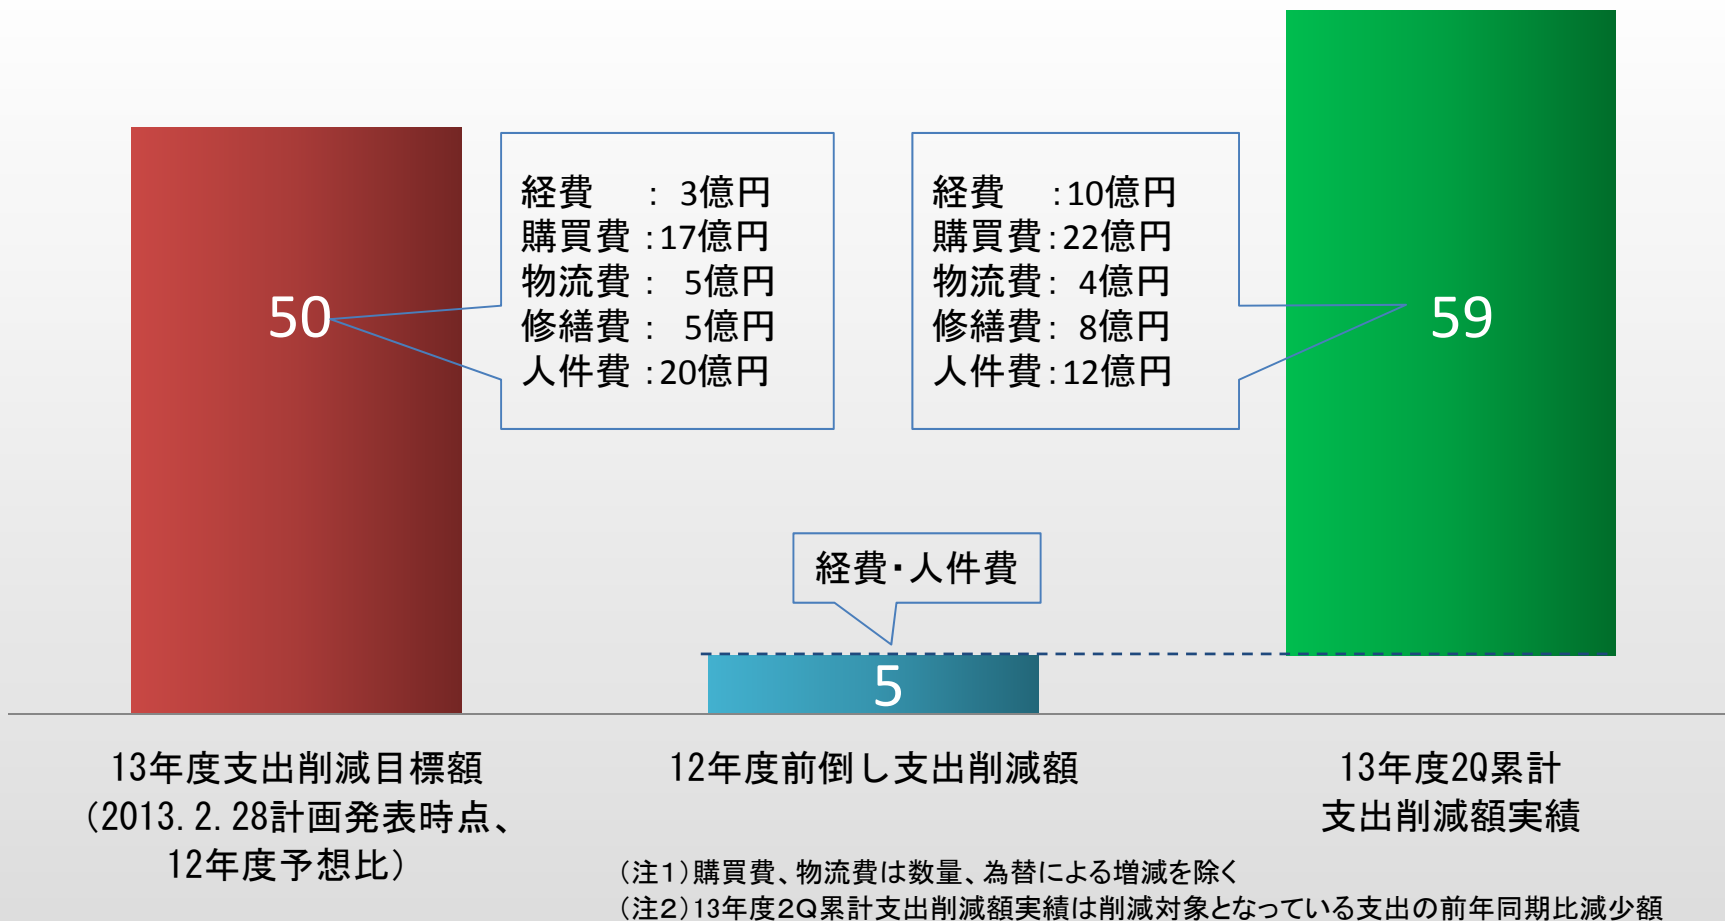 経費　：3億円
購買費：17億円
物流費：5億円
修繕費：5億円
人件費：20億円
50
経費　：10億円
購買費：22億円
物流費：4億円
修繕費：8億円
人件費：12億円
59
経費・人件費
5
13年度支出削減目標額
（2013.2.28計画発表時点、
12年度予想比）
12年度前倒し支出削減額
13年度2Q累計
支出削減額実績
（注１）購買費、物流費は数量、為替による増減を除く
（注２）13年度２Ｑ累計支出削減額実績は削減対象となっている支出の前年同期比減少額